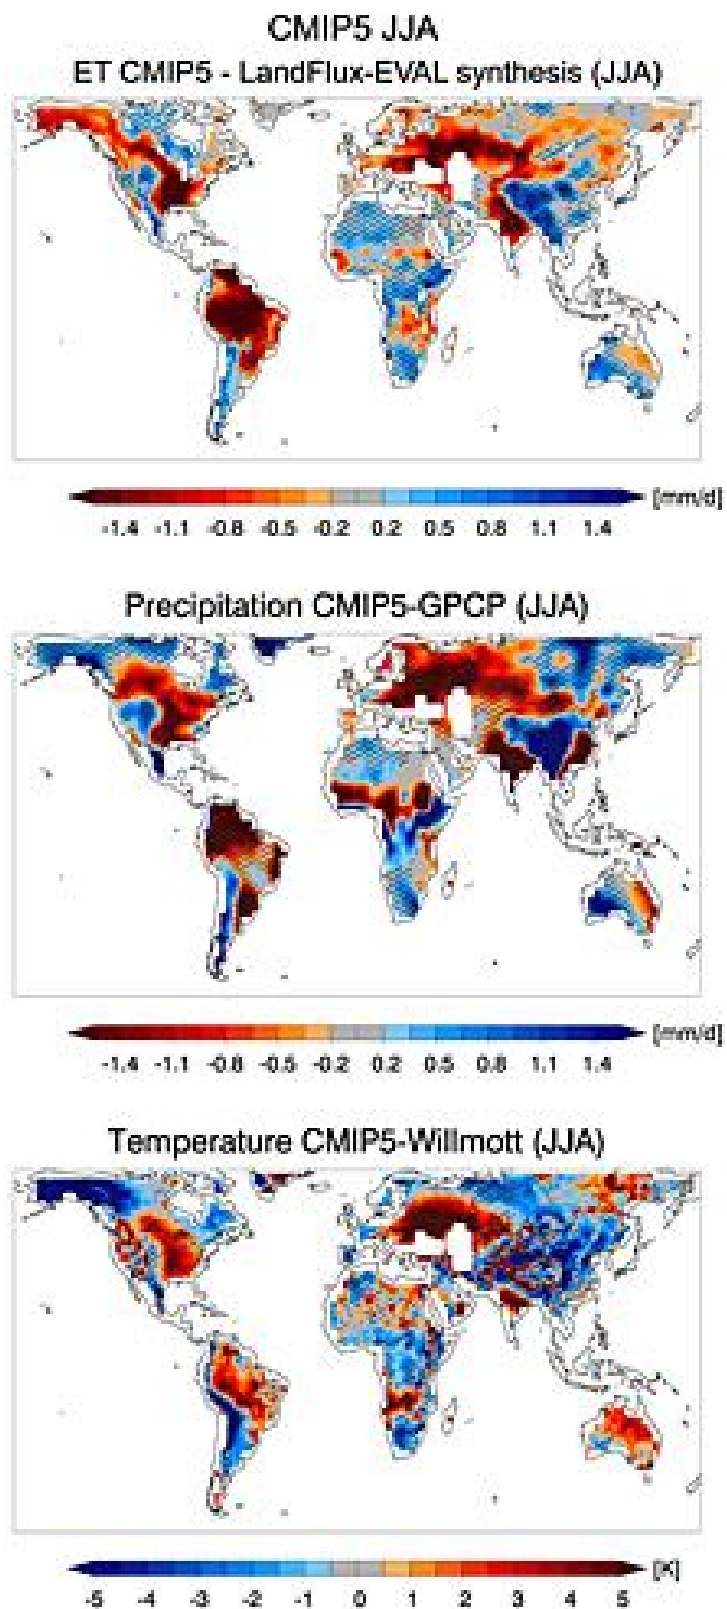 CMIP5 JJA
ET CMIP5 - LandFlux-EVAL synthesis (JJA)
[mm/d]
-1.4 -1.1 -0.8 -0.5 -0.2 0.2 0.5 0.8 1.1 1.4
Precipitation CMIP5-GPCP (JJA)
[mm/d]
-1.4 -1.1 -0.8 -0.5 -0.2 0.2 0.5 0.8 1.1 1.4
Temperature CMIP5-Willmott (JJA)
[K]
-5 -4 -3 -2 -1 0 1 2 3 4 5